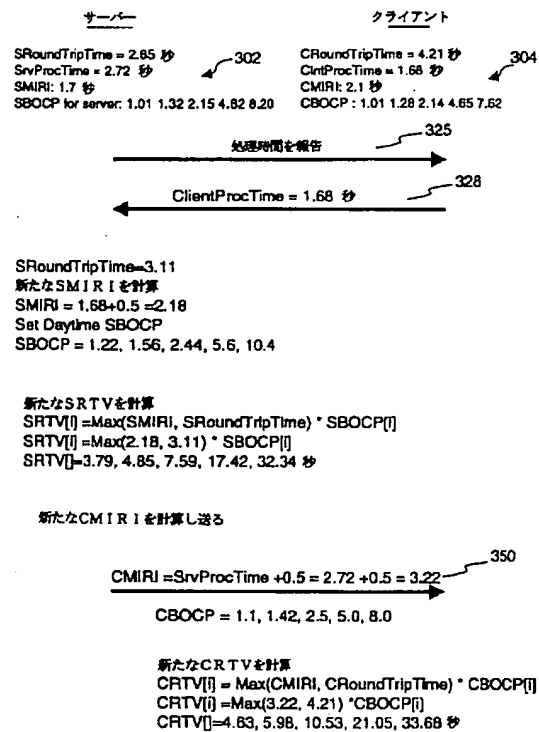 サーバー
クライアント
SRoundTripTime = 2.65 秒
SrvProcTime = 2.72 秒
SMIRI: 1.7 秒
SBOCP for server: 1.01 1.32 2.15 4.82 8.20
302
CRoundTripTime = 4.21 秒
ClntProcTime = 1.68 秒
CMIRI: 2.1 秒
CBOCP : 1.01 1.28 2.14 4.65 7.62
304
処理時間を報告
325
ClientProcTime = 1.68 秒
328
SRoundTripTime=3.11
新たなSMIRIを計算
SMIRI = 1.68+0.5 =2.18
Set Daytime SBOCP
SBOCP = 1.22, 1.56, 2.44, 5.6, 10.4
新たなSRTVを計算
SRTV[i] =Max(SMIRI, SRoundTripTime) * SBOCP[i]
SRTV[i] =Max(2.18, 3.11) * SBOCP[i]
SRTV[]=3.79, 4.85, 7.59, 17.42, 32.34 秒
新たなCMIRIを計算し送る
350
CMIRI =SrvProcTime +0.5 = 2.72 +0.5 = 3.22
CBOCP = 1.1, 1.42, 2.5, 5.0, 8.0
新たなCRTVを計算
CRTV[i] = Max(CMIRI, CRoundTripTime) * CBOCP[i]
CRTV[i] =Max(3.22, 4.21) *CBOCP[i]
CRTV[]=4.63, 5.98, 10.53, 21.05, 33.68 秒